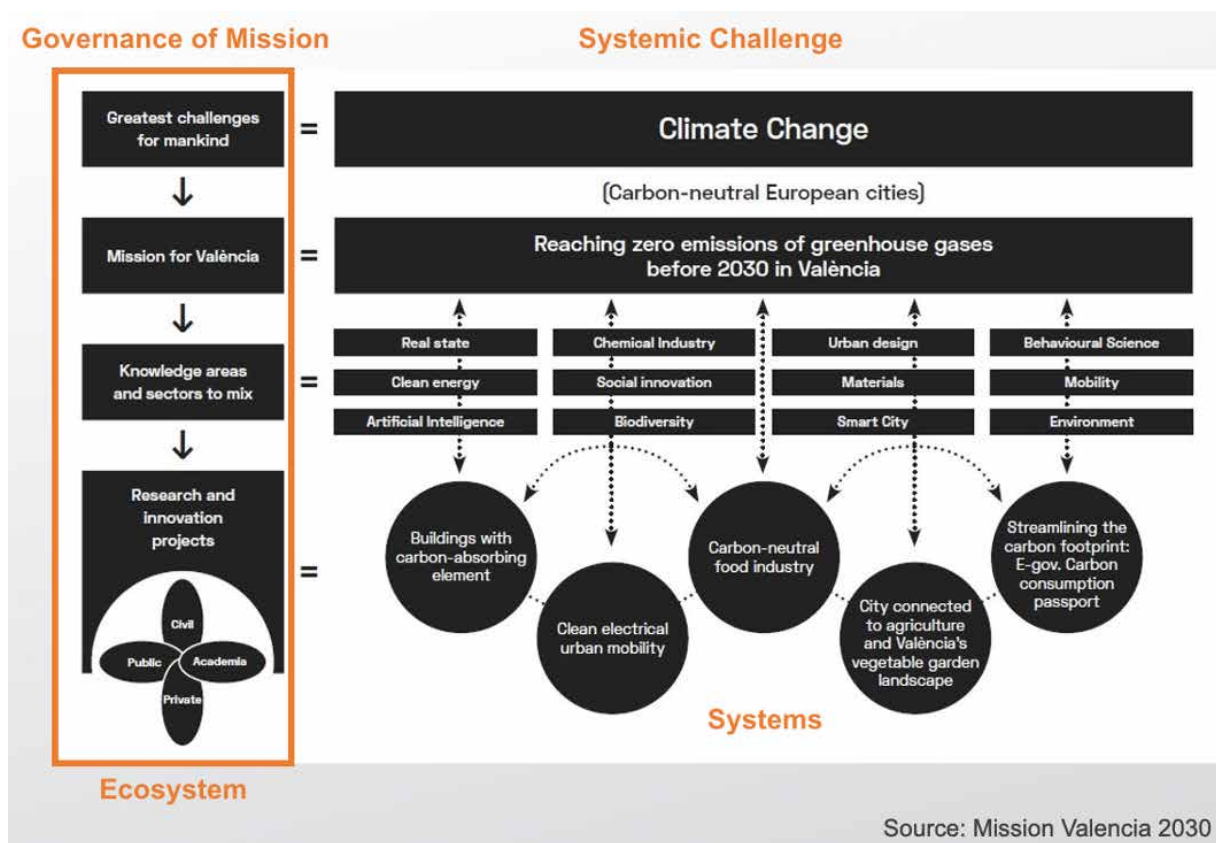 Governance of Mission
Systemic Challenge
Greatest challenges
for mankind
=
Climate Change
(Carbon-neutral European cities)
Mission for València
=
Reaching zero emissions of greenhouse gases
before 2030 in València
Knowledge areas
and sectors to mix
=
Real state
Chemical Industry
Urban design
Behavioural Science
Clean energy
Social innovation
Materials
Mobility
Artificial Intelligence
Biodiversity
Smart City
Environment
Research and
innovation
projects
=
Civil
Public
Academia
Private
Buildings with
carbon-absorbing
element
Clean electrical
urban mobility
Carbon-neutral
food industry
City connected
to agriculture
and València's
vegetable garden
landscape
Streamlining the
carbon footprint:
E-gov. Carbon
consumption
passport
Systems
Ecosystem
Source: Mission Valencia 2030